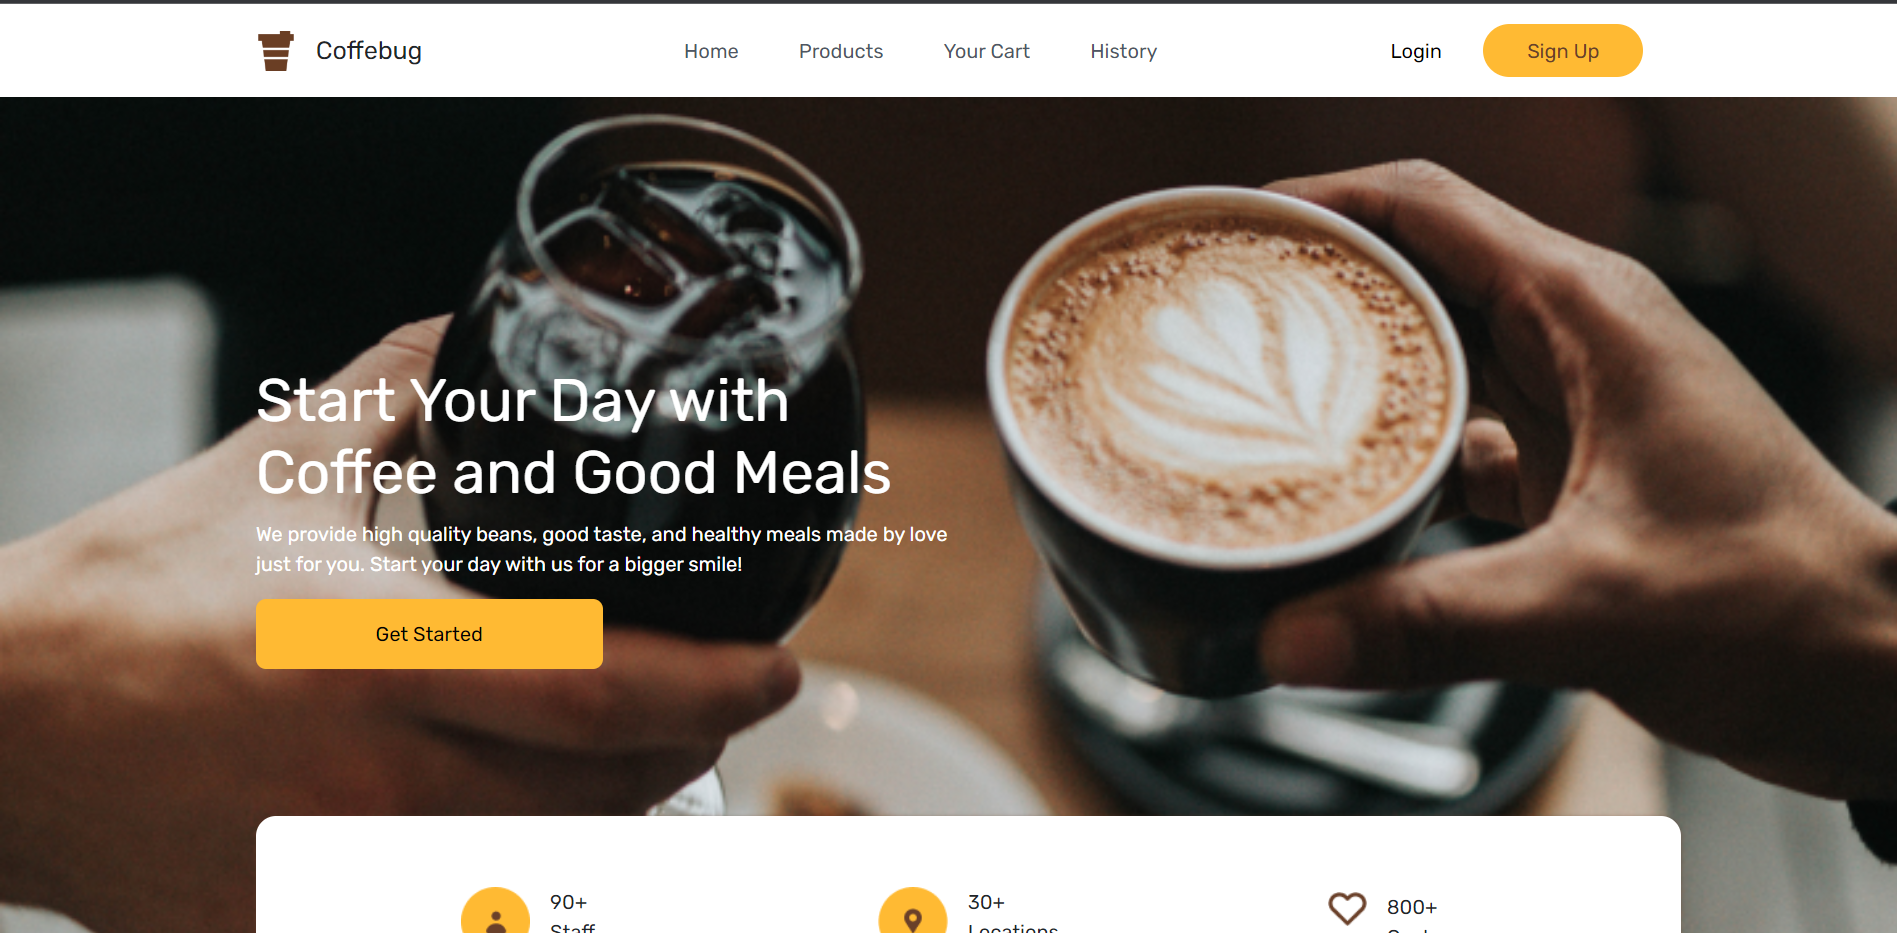 Coffebug
Home
Products
Your Cart
History
Login
Sign Up
Start Your Day with
Coffee and Good Meals
We provide high quality beans, good taste, and healthy meals made by love
just for you. Start your day with us for a bigger smile!
Get Started
90+
Staff
30+
Locations
800+